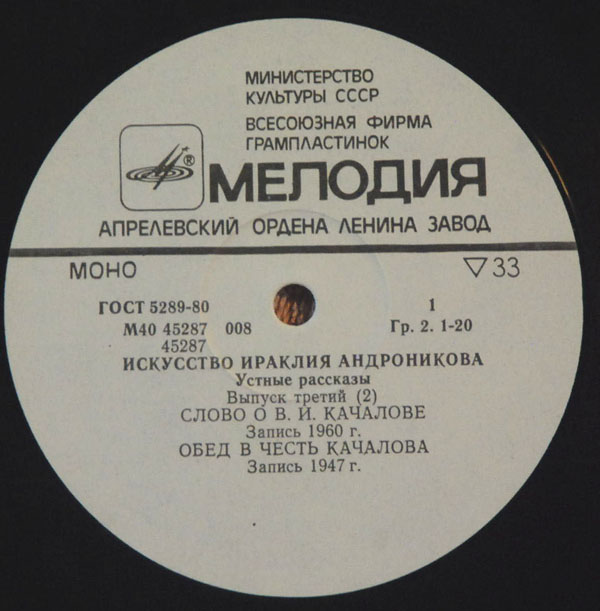 МИНИСТЕРСТВО
КУЛЬТУРЫ СССР
ВСЕСОЮЗНАЯ ФИРМА
ГРАМПЛАСТИНОК
®
МЕЛОДИЯ
АПРЕЛЕВСКИЙ ОРДЕНА ЛЕНИНА ЗАВОД
МОНО ▽33
ГОСТ 5289-80 1
М40 45287 008 Гр. 2. 1-20
45287
ИСКУССТВО ИРАКЛИЯ АНДРОНИКОВА
Устные рассказы
Выпуск третий (2)
СЛОВО О В. И. КАЧАЛОВЕ
Запись 1960 г.
ОБЕД В ЧЕСТЬ КАЧАЛОВА
Запись 1947 г.